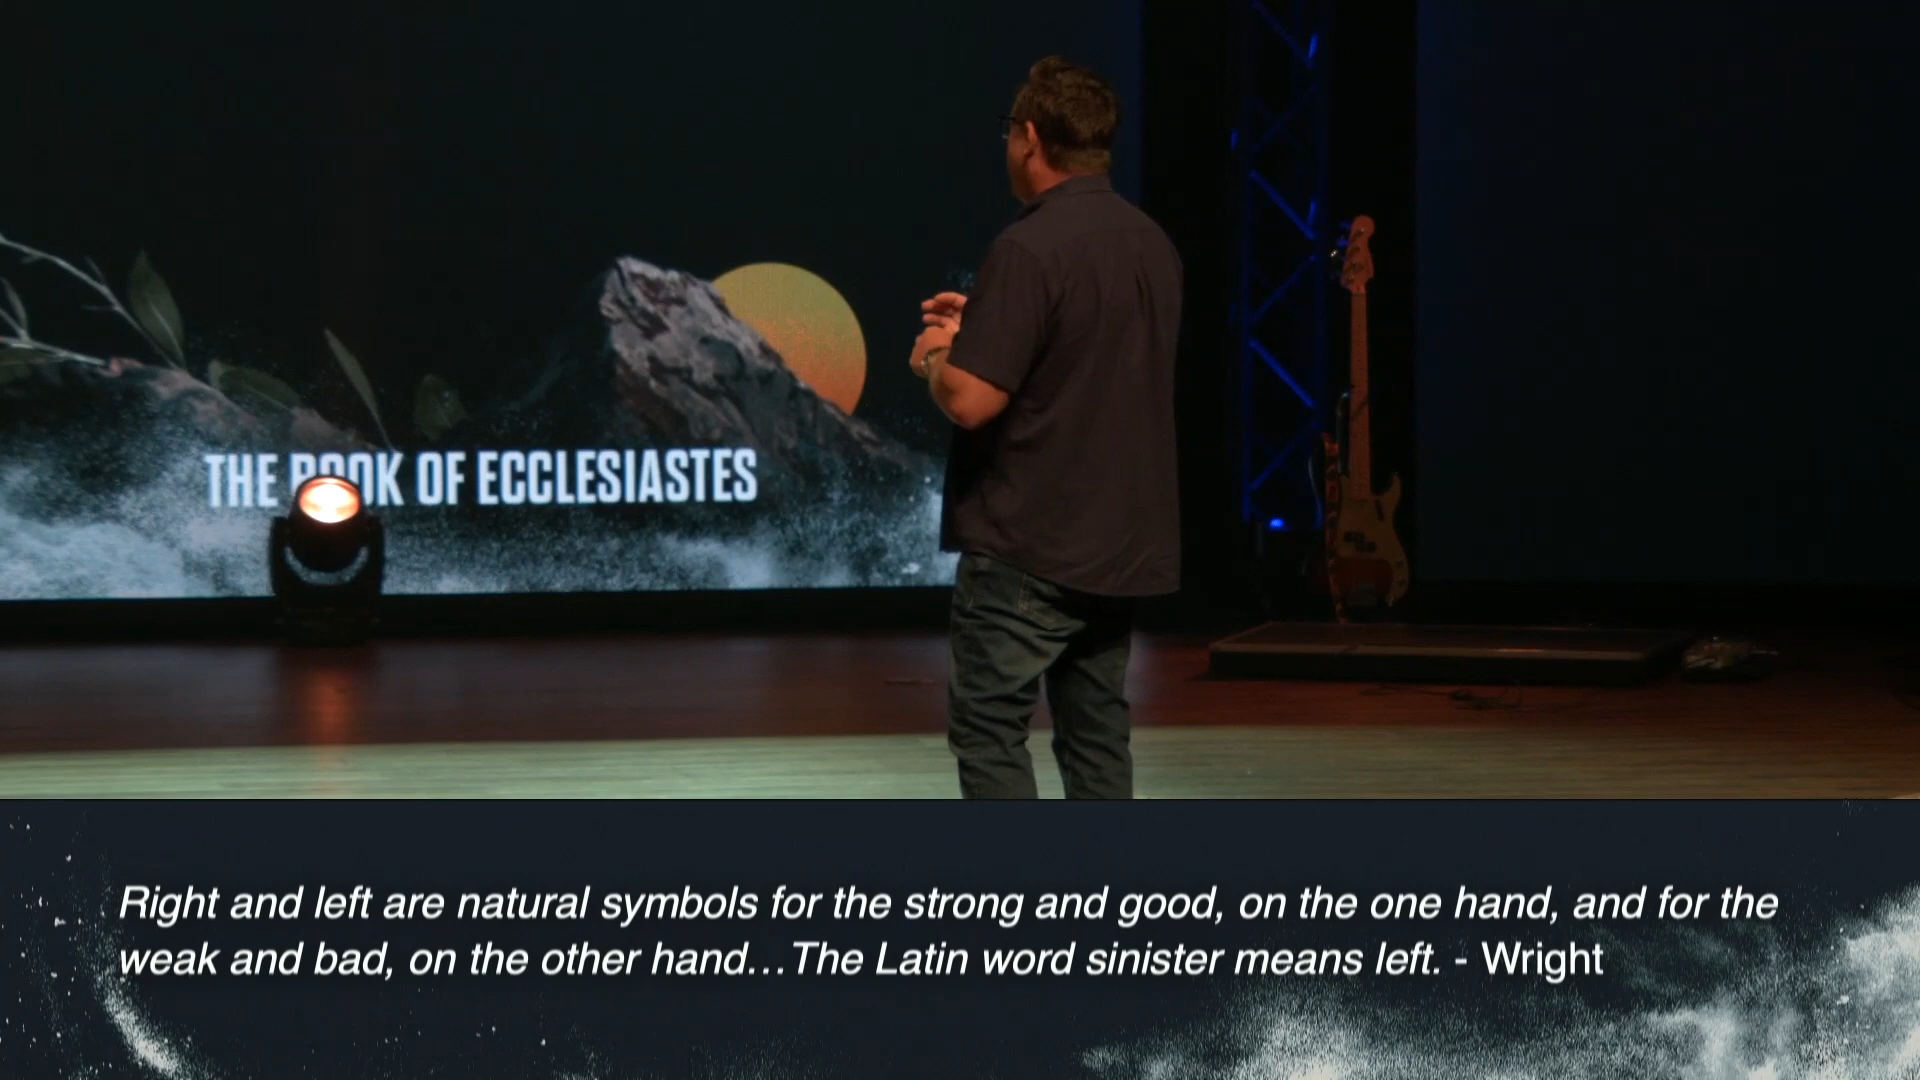 THE BOOK OF ECCLESIASTES
Right and left are natural symbols for the strong and good, on the one hand, and for the
weak and bad, on the other hand…The Latin word sinister means left. - Wright